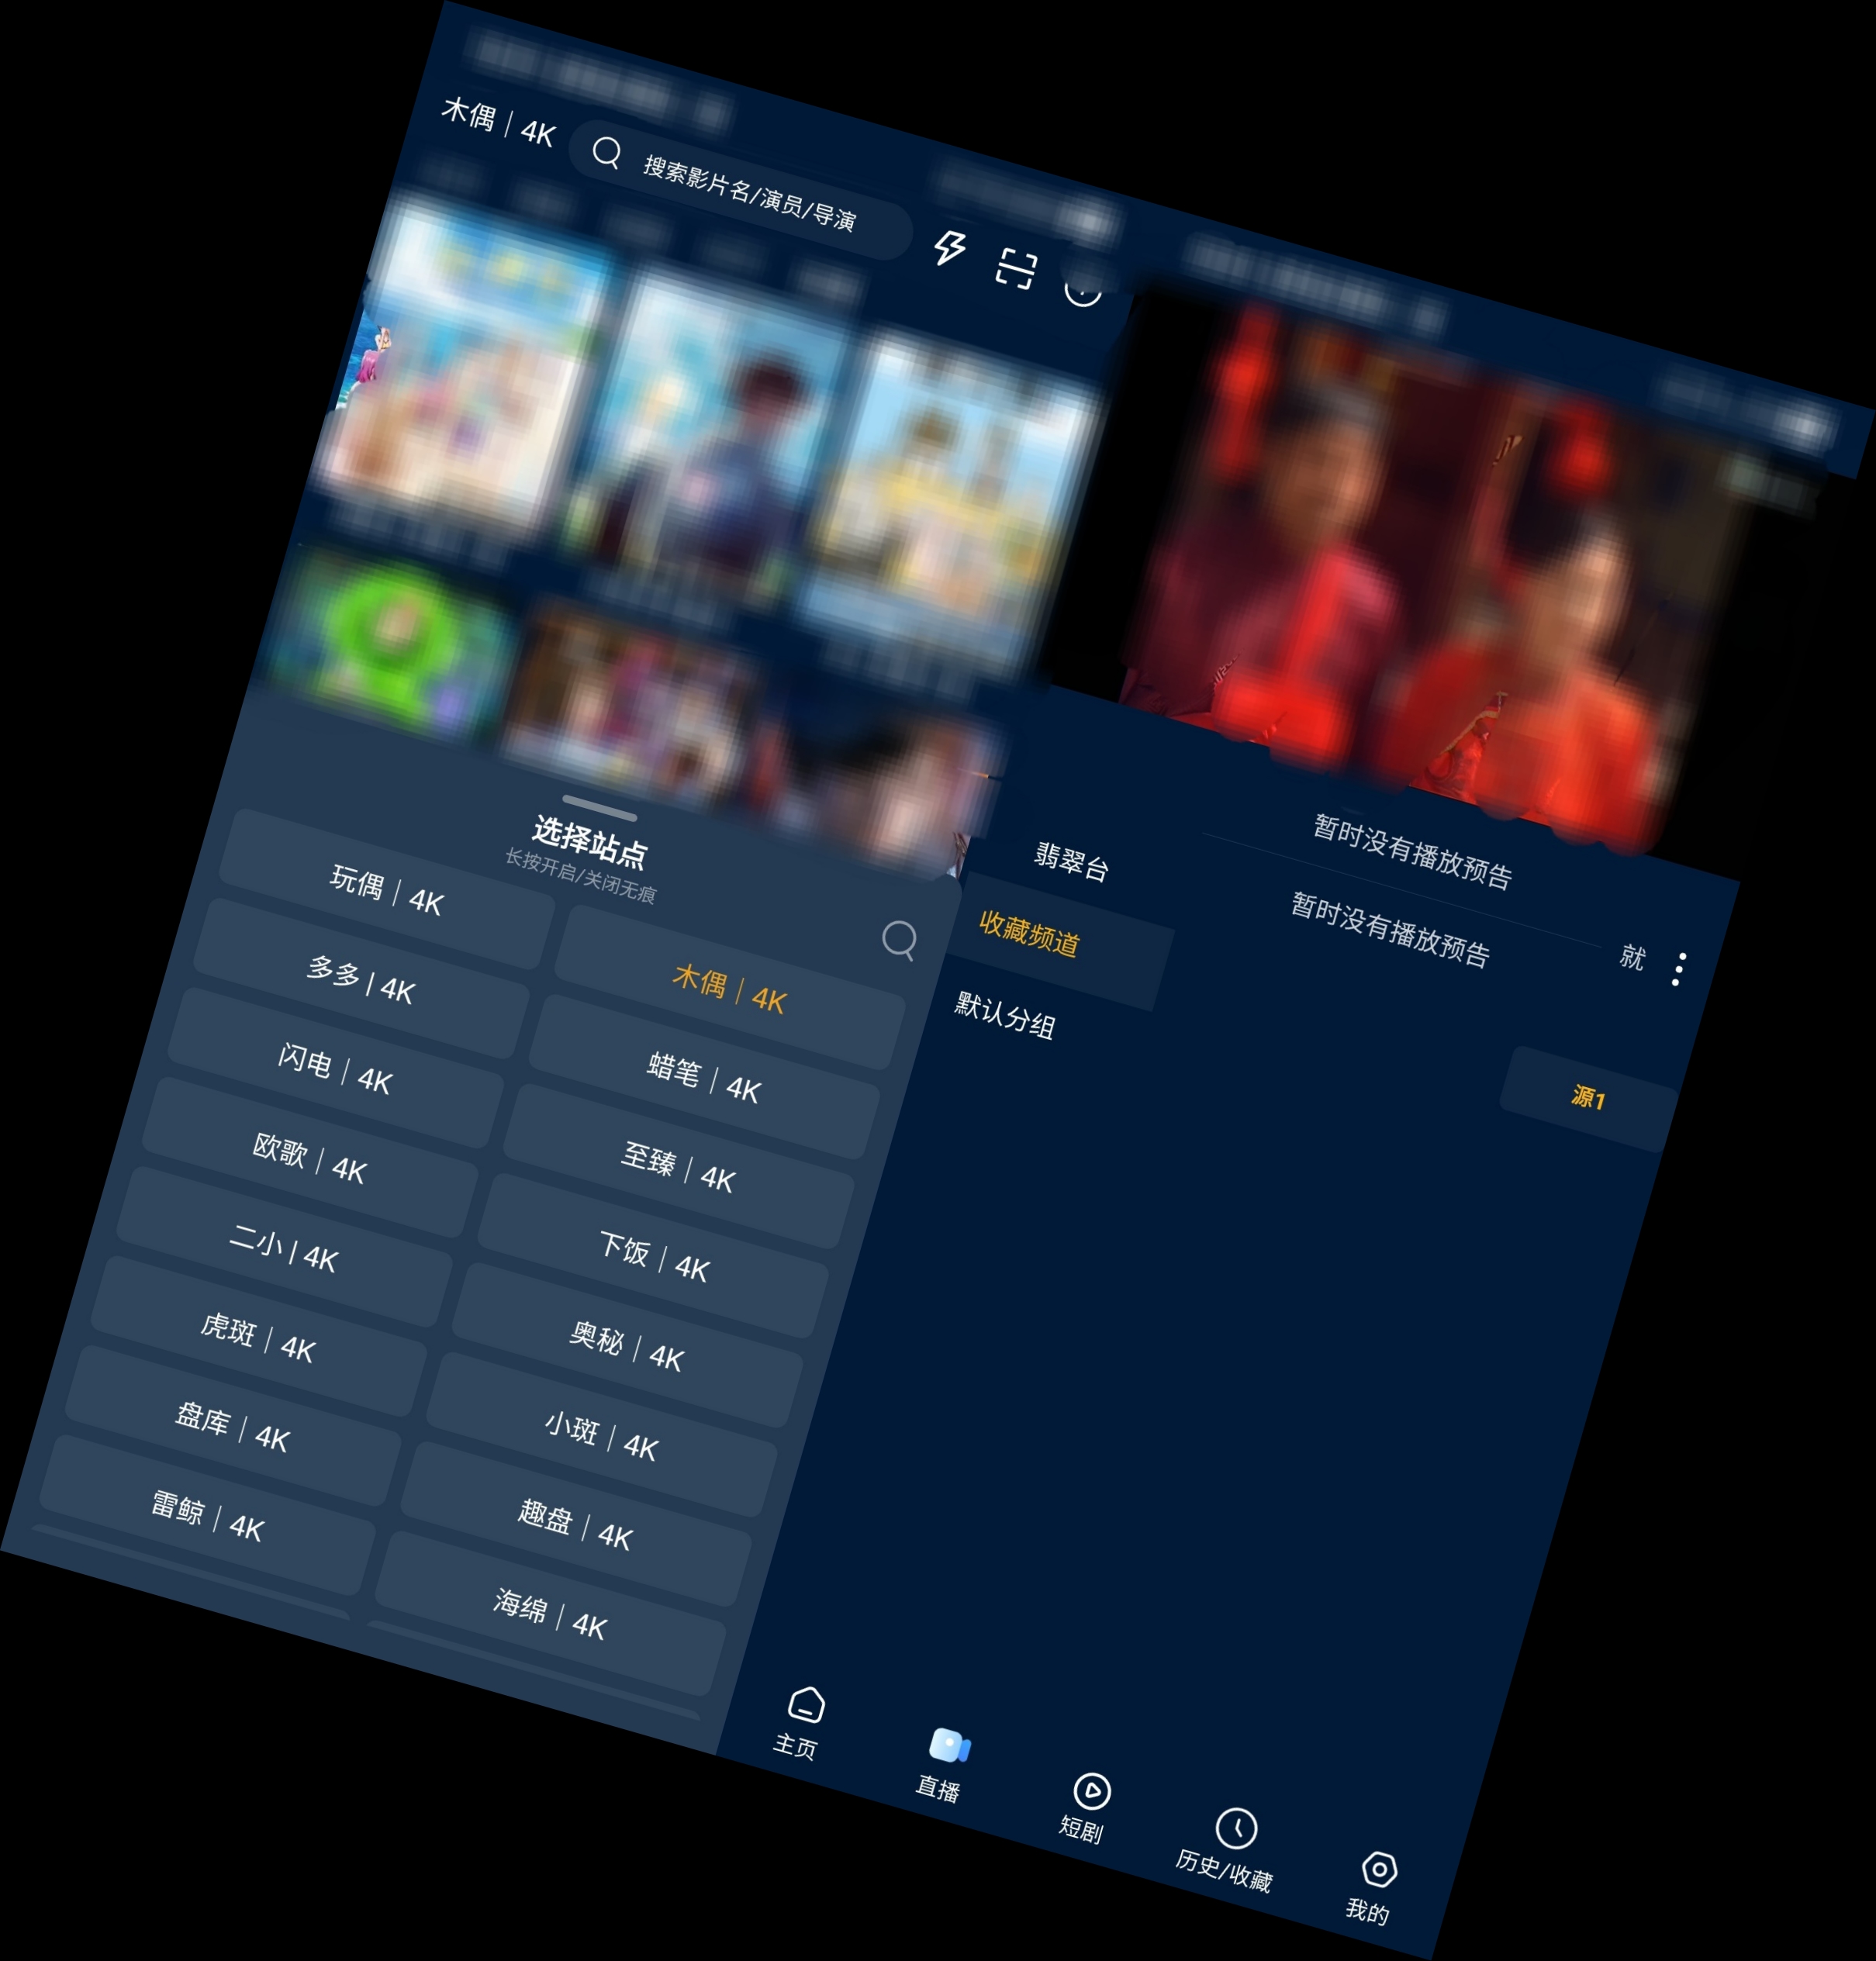 木偶｜4K
搜索影片名/演员/导演
选择站点
长按开启/关闭无痕
玩偶｜4K
木偶｜4K
多多 | 4K
蜡笔｜4K
闪电｜4K
至臻｜4K
欧歌｜4K
下饭｜4K
二小 | 4K
奥秘｜4K
虎斑｜4K
小斑｜4K
盘库｜4K
趣盘｜4K
雷鲸｜4K
海绵｜4K
翡翠台
暂时没有播放预告
暂时没有播放预告
就
收藏频道
默认分组
源1
主页
直播
短剧
历史/收藏
我的